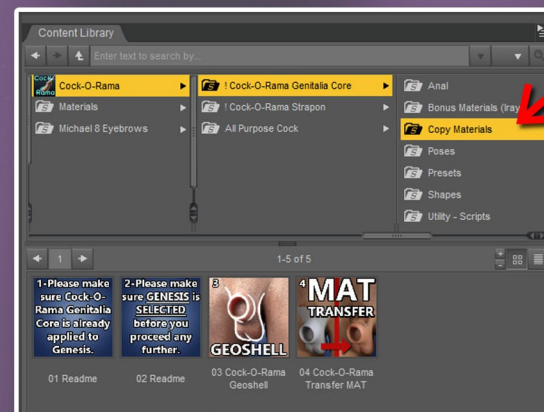 Content Library
Enter text to search by...
Cock-O-Rama
Materials
Michael 8 Eyebrows
! Cock-O-Rama Genitalia Core
! Cock-O-Rama Strapon
All Purpose Cock
Anal
Bonus Materials (Iray
Copy Materials
Poses
Presets
Shapes
Utility - Scripts
1
1-5 of 5
1-Please make
sure Cock-O-
Rama Genitalia
Core is already
applied to
Genesis.
01 Readme
2-Please make
sure GENESIS is
SELECTED
before you
proceed any
further.
02 Readme
3
GEOSHELL
03 Cock-O-Rama
Geoshell
4
MAT
TRANSFER
04 Cock-O-Rama
Transfer MAT